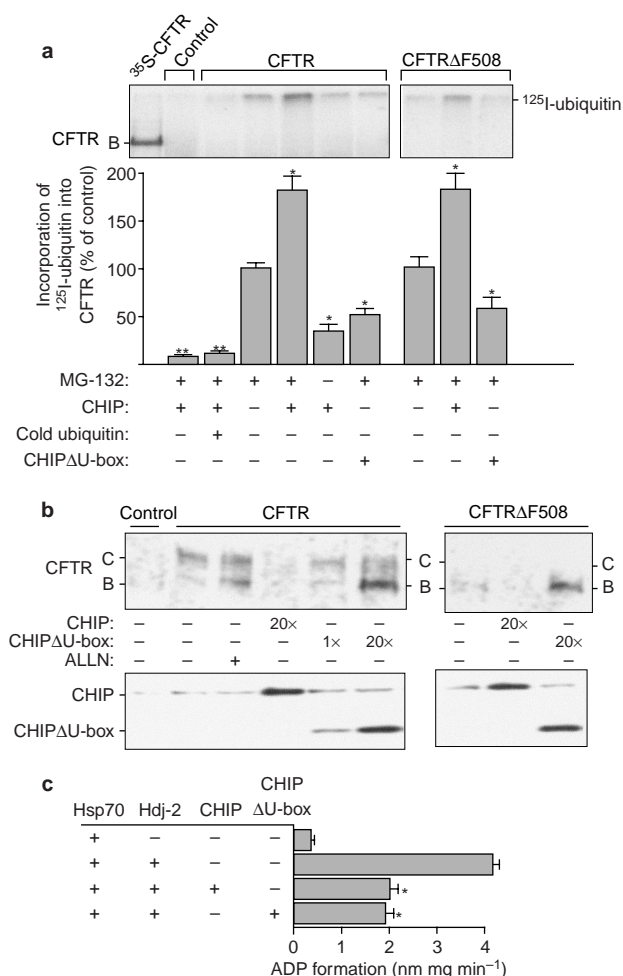 a
³⁵S-CFTR Control CFTR CFTRΔF508
CFTR B ¹²⁵I-ubiquitin
Incorporation of
¹²⁵I-ubiquitin into
CFTR (% of control)
200
150
100
50
** ** * * * * *
MG-132: + + + + – + + + +
CHIP: + + – + + – – + –
Cold ubiquitin: – + – – – – – – –
CHIPΔU-box: – – – – – + – – +
b
Control CFTR CFTRΔF508
CFTR C B C B C B
CHIP: – – – 20× – – – 20× –
CHIPΔU-box: – – – – 1× 20× – – 20×
ALLN: – – + – – – – – –
CHIP
CHIPΔU-box
c
CHIP
Hsp70 Hdj-2 CHIP ΔU-box
+ – – –
+ + – –
+ + + – *
+ + – + *
0 1 2 3 4
ADP formation (nm mg min⁻¹)